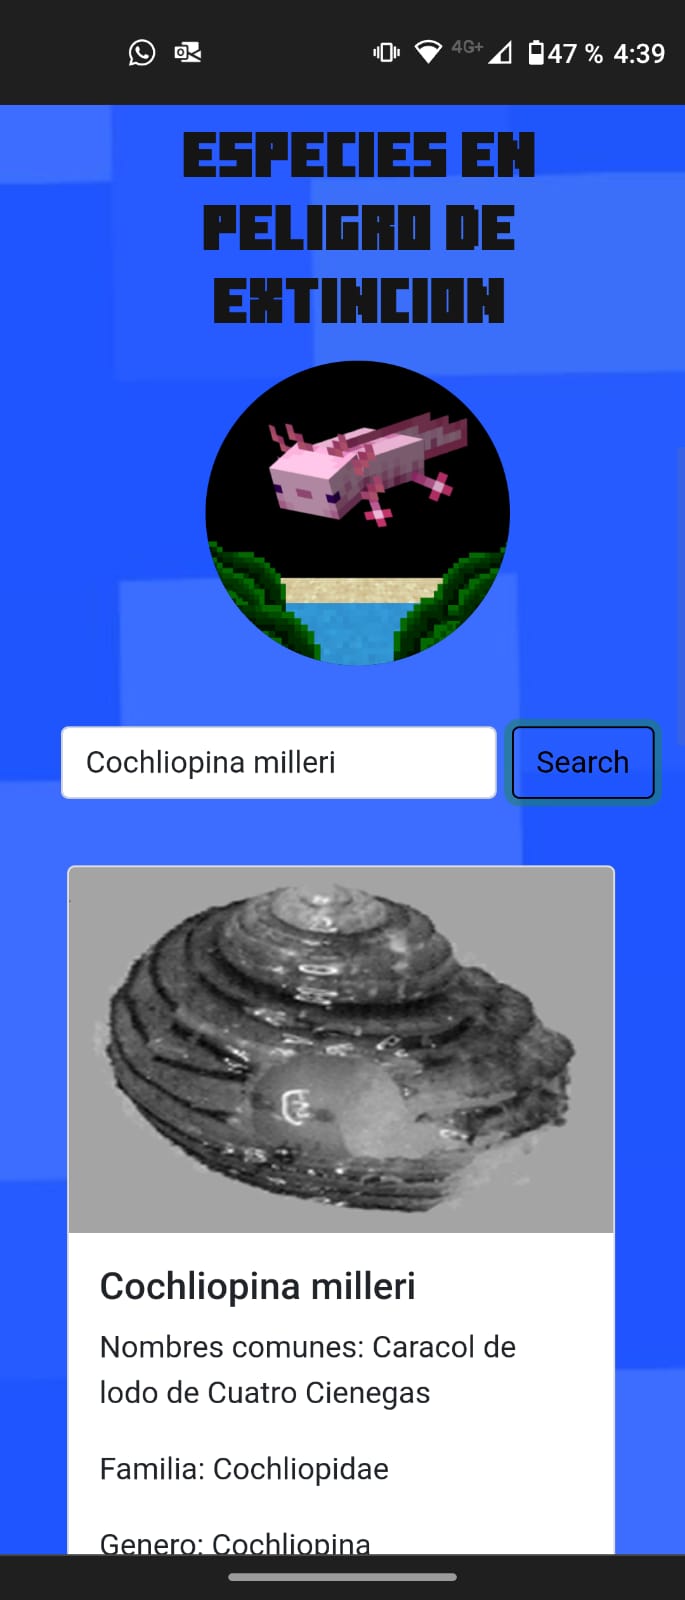 47 % 4:39
4G+
ESPECIES EN
PELIGRO DE
EXTINCION
Cochliopina milleri
Search
Cochliopina milleri
Nombres comunes: Caracol de
lodo de Cuatro Cienegas
Familia: Cochliopidae
Genero: Cochliopina